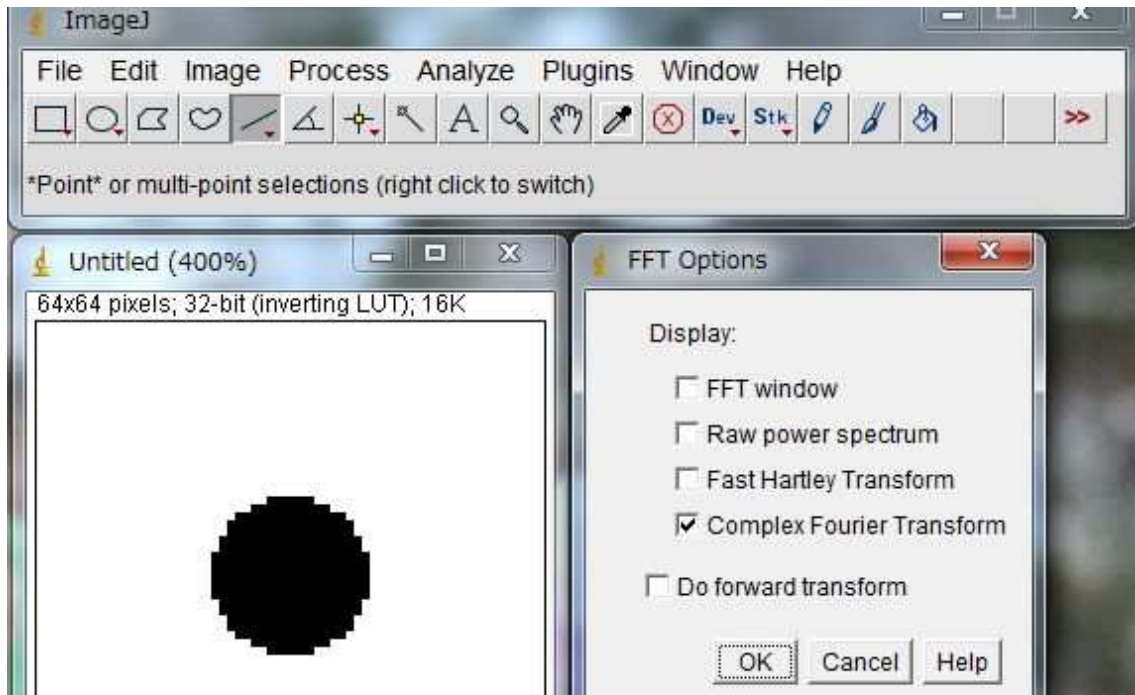 ImageJ
File Edit Image Process Analyze Plugins Window Help
A Dev Stk >>
*Point* or multi-point selections (right click to switch)
Untitled (400%)
64x64 pixels; 32-bit (inverting LUT); 16K
FFT Options
Display:
FFT window
Raw power spectrum
Fast Hartley Transform
Complex Fourier Transform
Do forward transform
OK Cancel Help